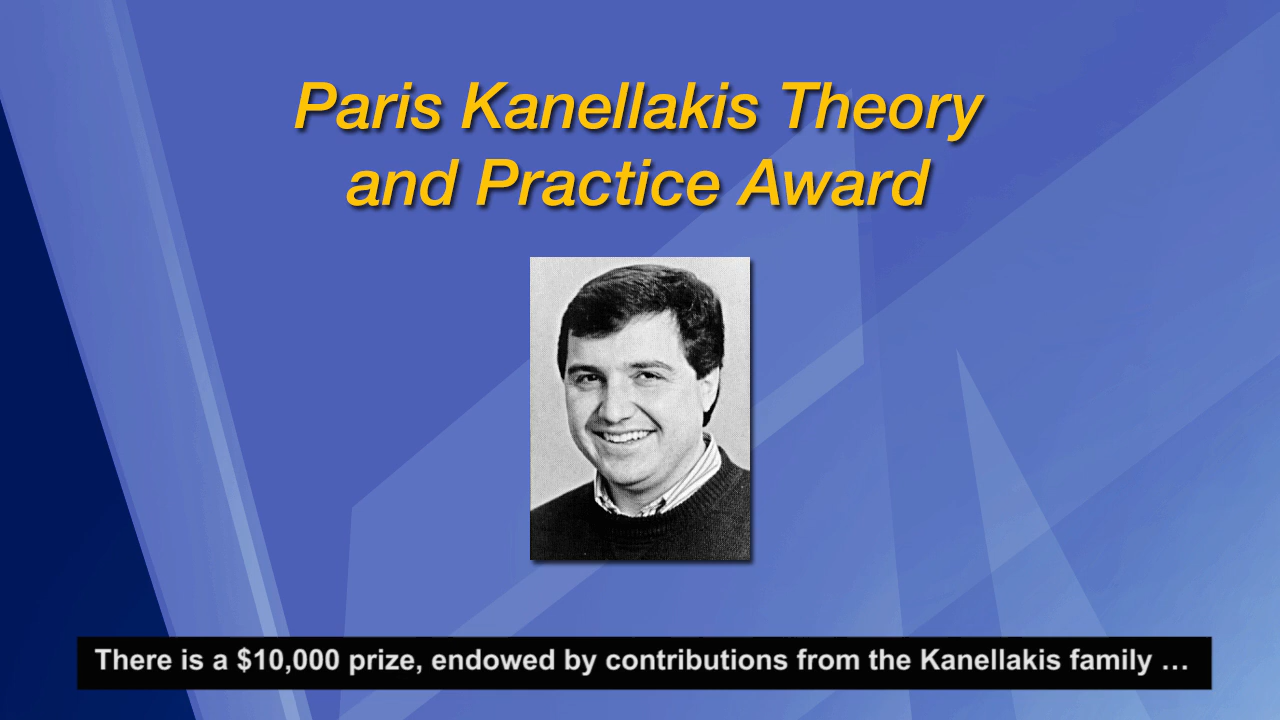 Paris Kanellakis Theory
and Practice Award
There is a $10,000 prize, endowed by contributions from the Kanellakis family …